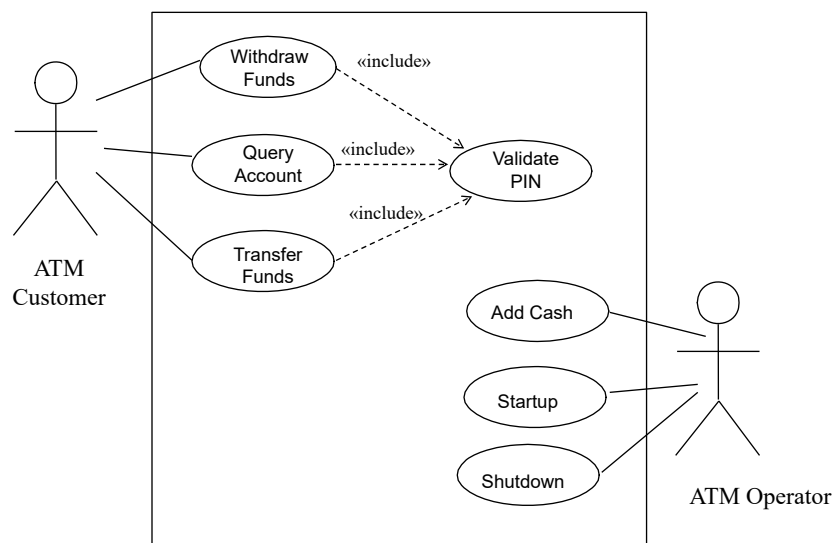 Withdraw
Funds
«include»
Query
Account
«include»
Validate
PIN
«include»
Transfer
Funds
ATM
Customer
Add Cash
Startup
Shutdown
ATM Operator